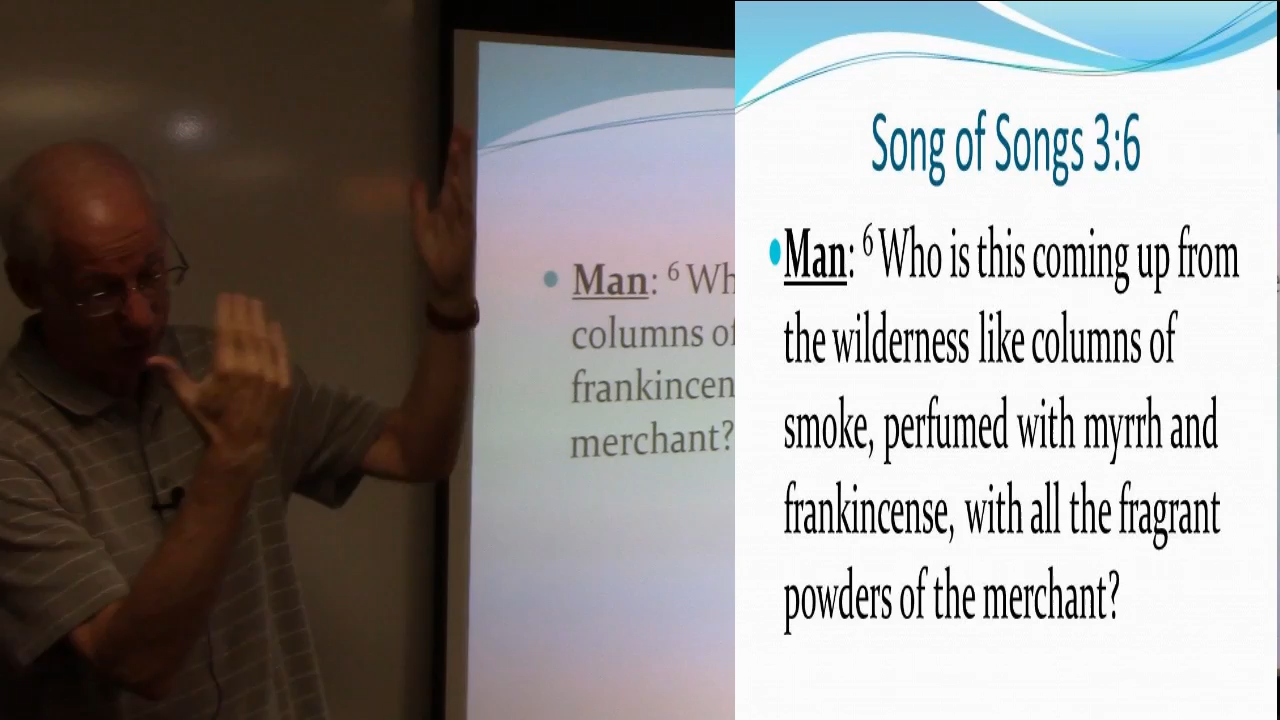 • Man: 6 Wh
columns of
frankincen
merchant?
Song of Songs 3:6
•Man: 6 Who is this coming up from
the wilderness like columns of
smoke, perfumed with myrrh and
frankincense, with all the fragrant
powders of the merchant?